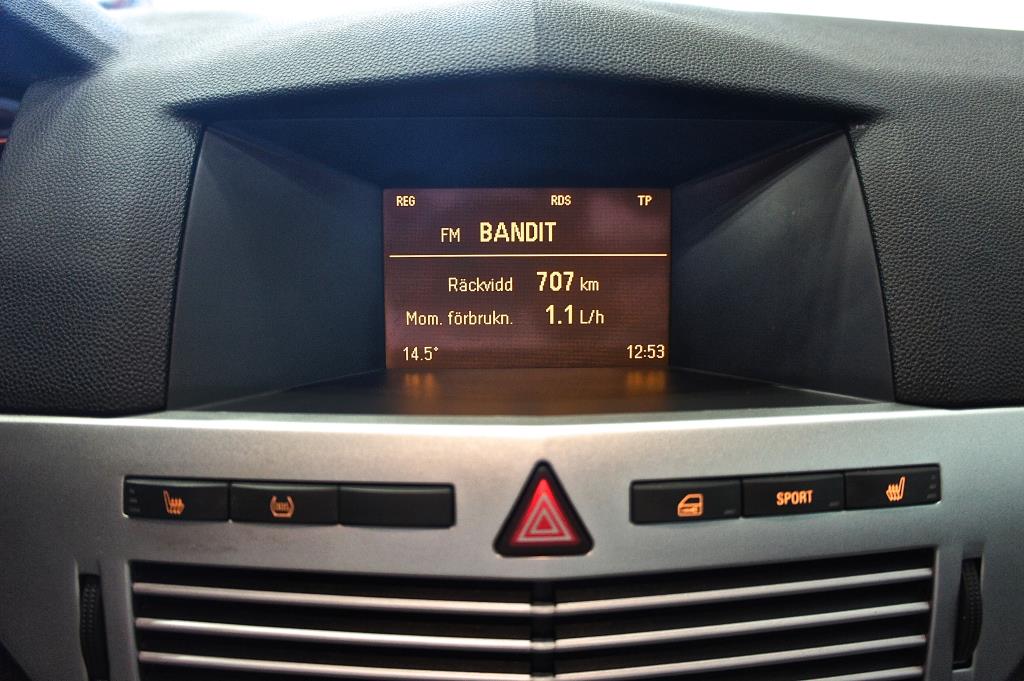 REG RDS TP
FM BANDIT
Räckvidd 707 km
Mom. förbrukn. 1.1 L/h
14.5° 12:53
SPORT